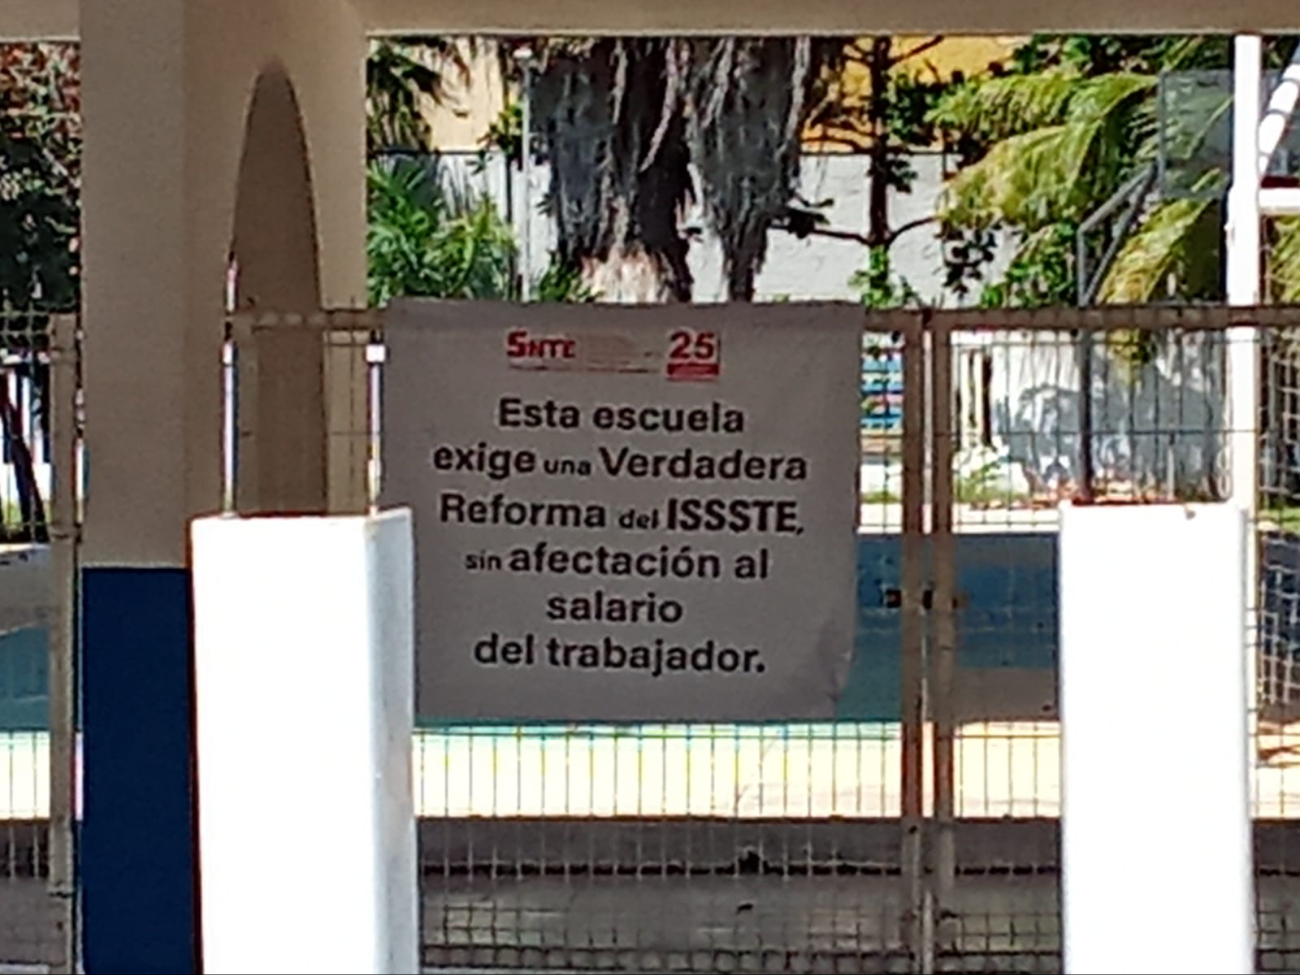 SNTE 25
Esta escuela
exige una Verdadera
Reforma del ISSSTE,
sin afectación al
salario
del trabajador.